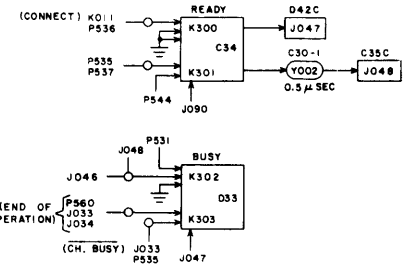 READY
D42C
(CONNECT) K011
P536
K300
J047
C34
C30-1
C35C
P535
P537
K301
Y002
J048
0.5 μ SEC
P544
J090
P531
J048
BUSY
J046
K302
D33
(END OF
PERATION)
P560
J033
J034
K303
(CH. BUSY)
J033
P535
J047